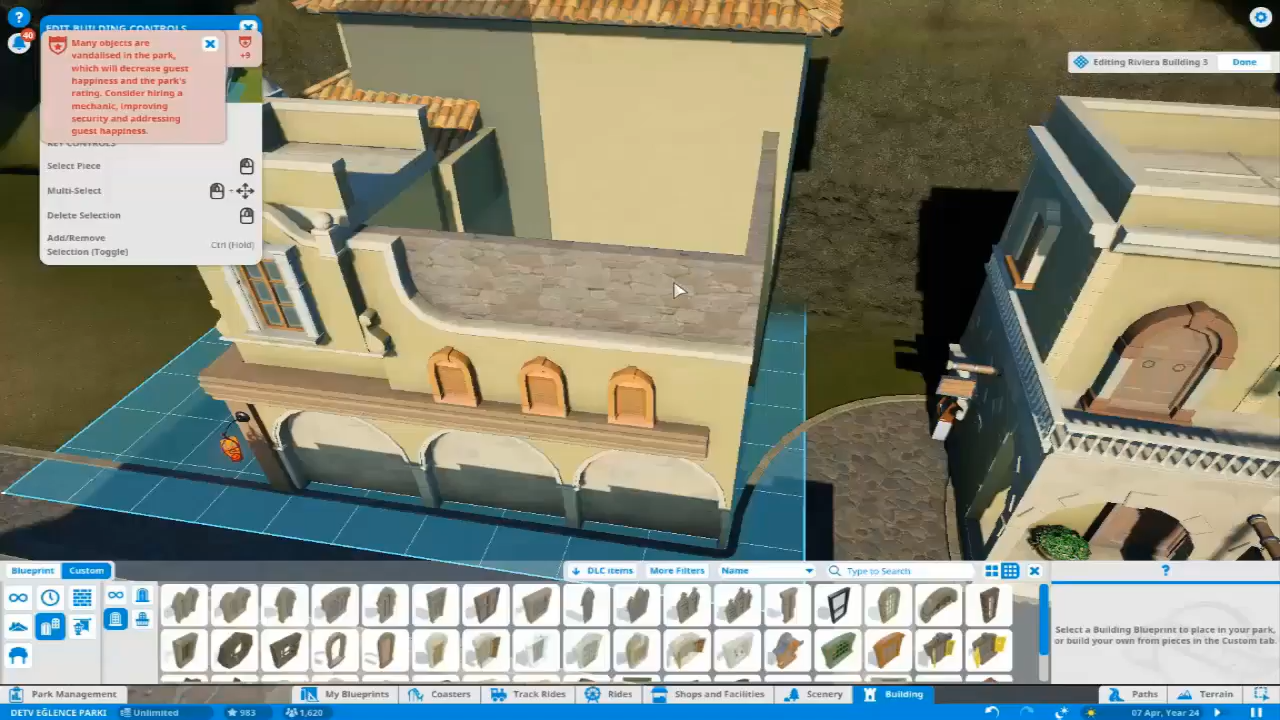 ?
EDIT BUILDING CONTROLS
40
Many objects are
vandalised in the park,
which will decrease guest
happiness and the park's
rating. Consider hiring a
mechanic, improving
security and addressing
guest happiness.
+9
KEY CONTROLS
Select Piece
Multi-Select
-
Delete Selection
Add/Remove
Selection (Toggle)
Ctrl (Hold)
Editing Riviera Building 3
Done
Blueprint
Custom
DLC Items
More Filters
Name
Type to Search
?
Select a Building Blueprint to place in your park,
or build your own from pieces in the Custom tab.
Park Management
My Blueprints
Coasters
Track Rides
Rides
Shops and Facilities
Scenery
Building
Paths
Terrain
DETV EĞLENCE PARKI
Unlimited
983
1,620
07 Apr, Year 24